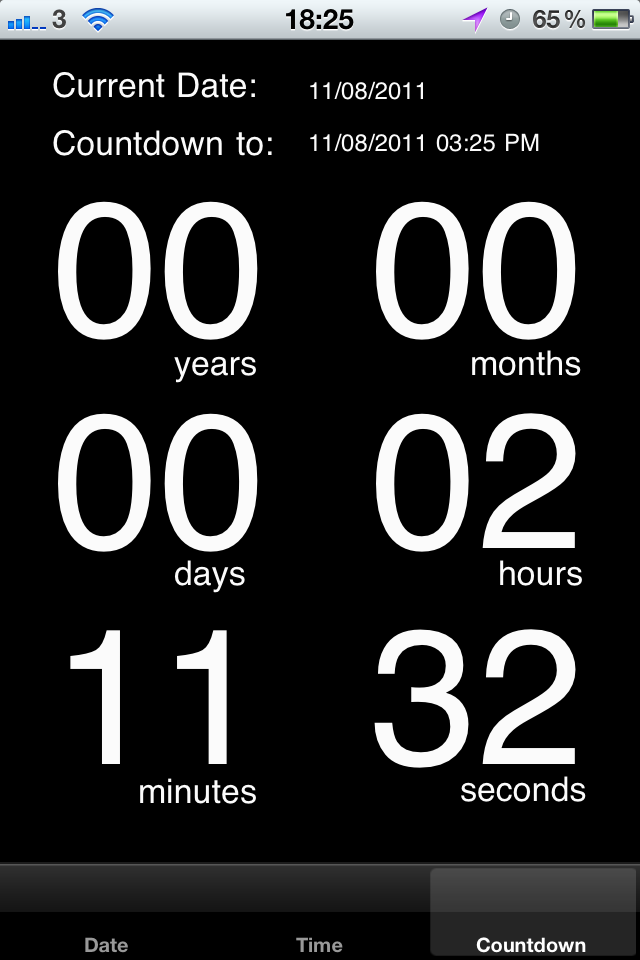 3 18:25 65%
Current Date: 11/08/2011
Countdown to: 11/08/2011 03:25 PM
00 00
years months
00 02
days hours
11 32
minutes seconds
Date Time Countdown